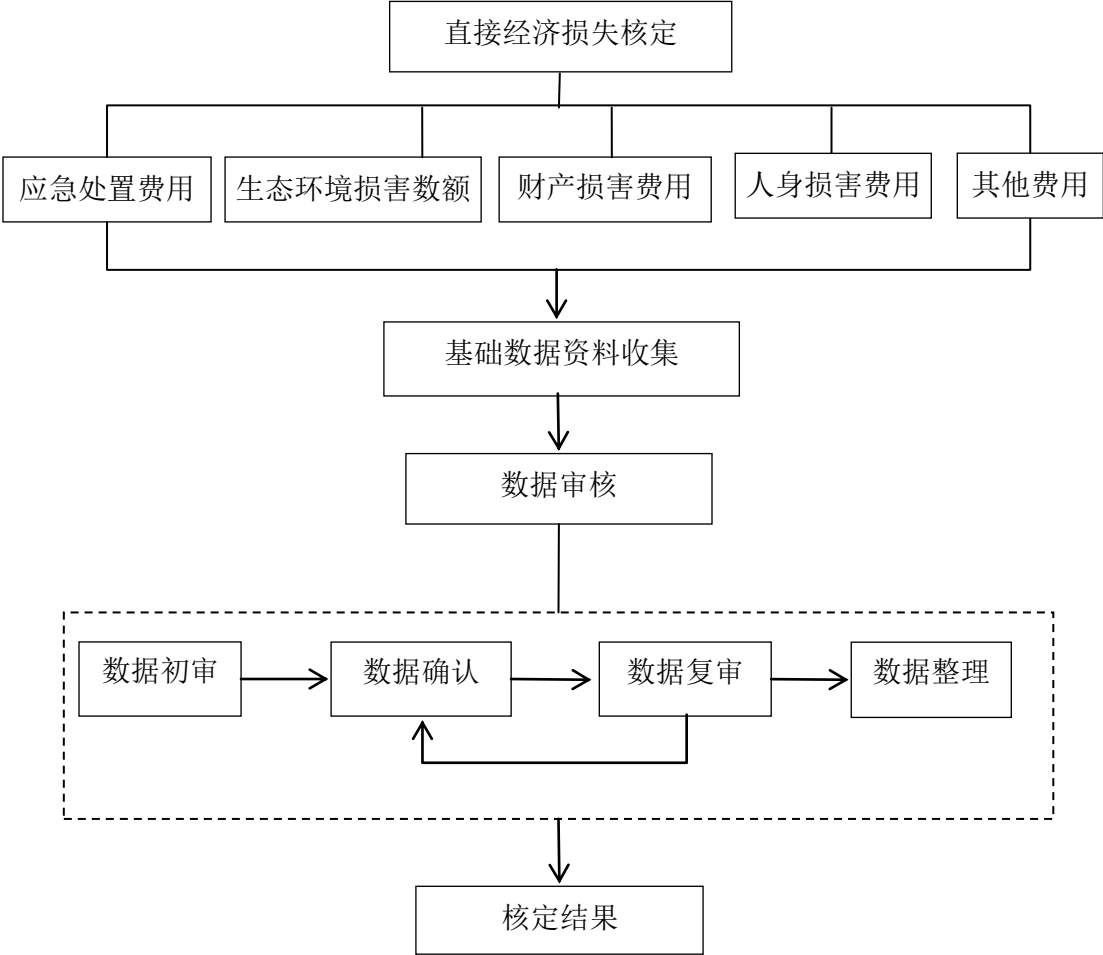 直接经济损失核定
应急处置费用
生态环境损害数额
财产损害费用
人身损害费用
其他费用
基础数据资料收集
数据审核
数据初审
数据确认
数据复审
数据整理
核定结果